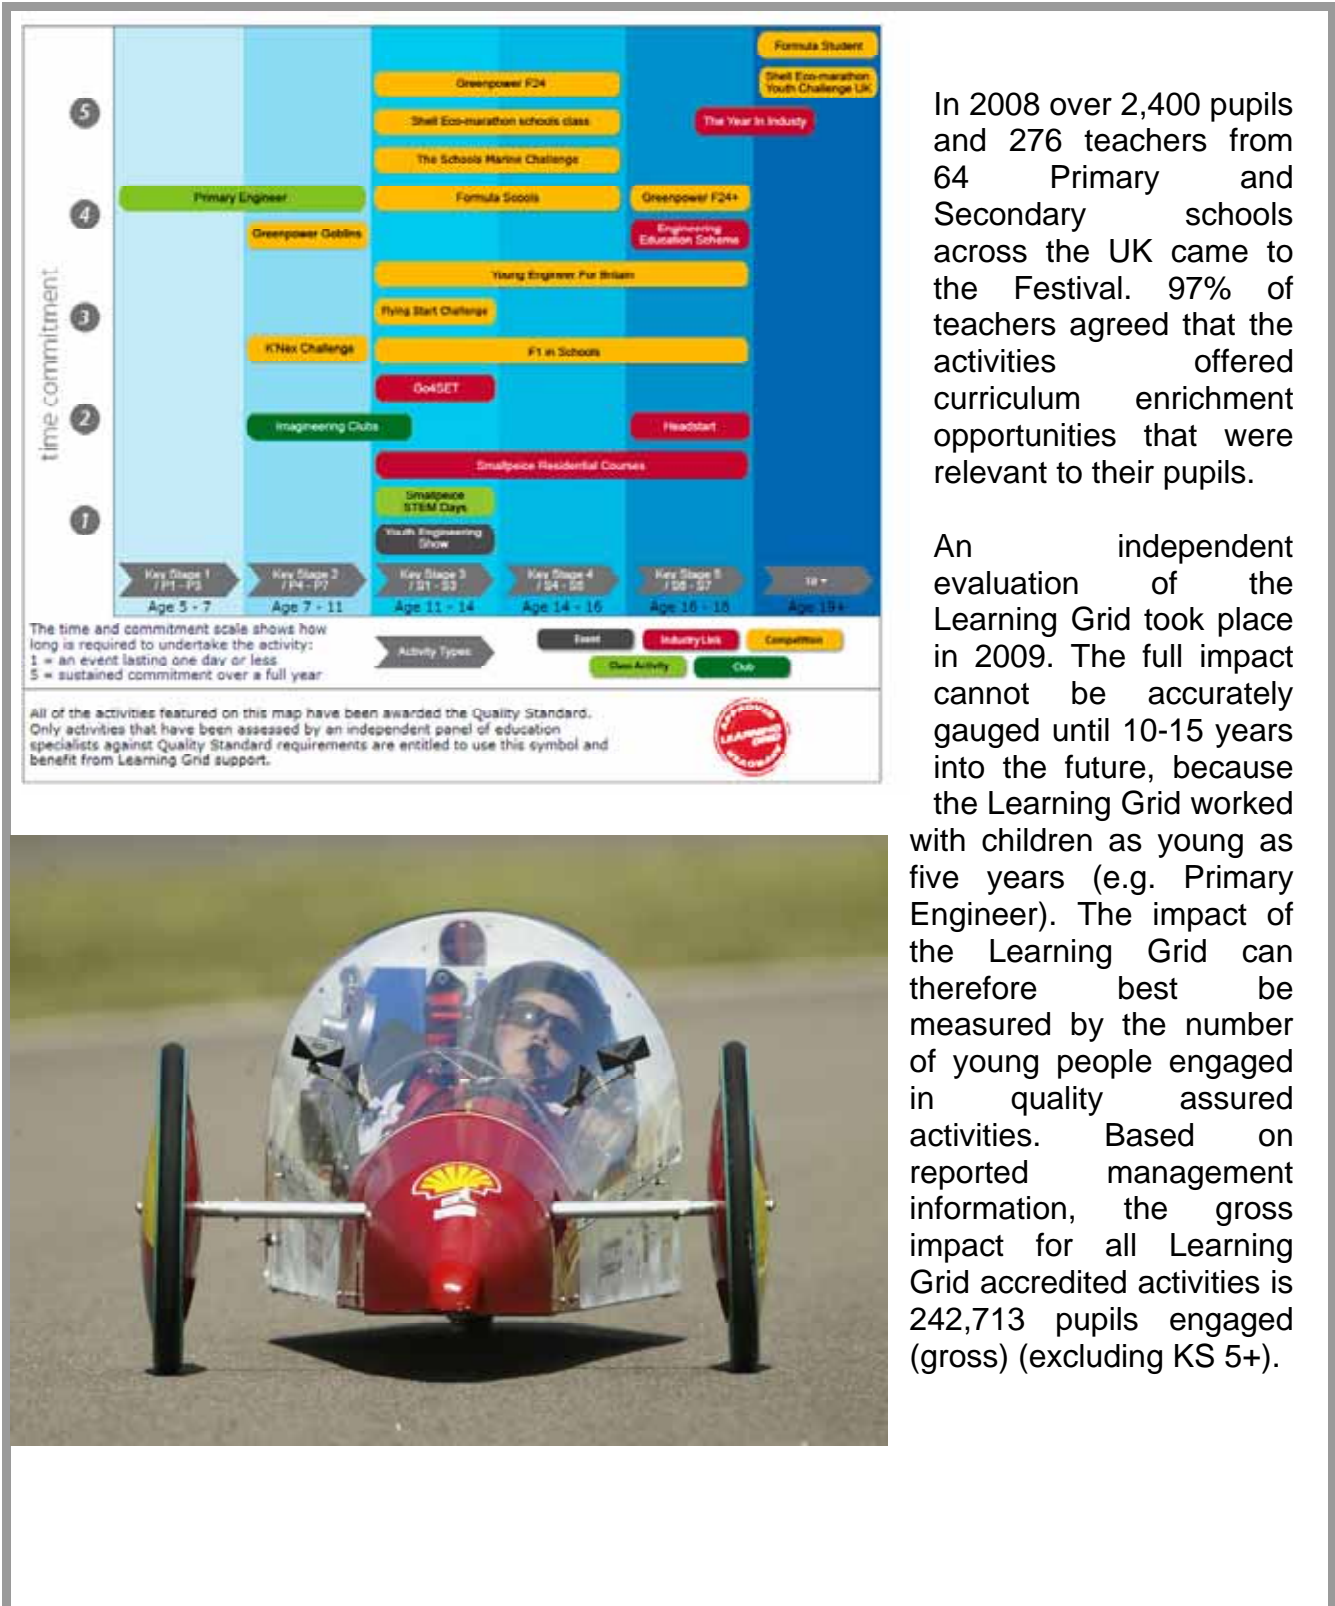 Formula Student
Greenpower F24
Shell Eco-marathon
Youth Challenge UK
5
Shell Eco-marathon schools class
The Year In Industy
The Schools Marine Challenge
4
Primary Engineer
Formula Scools
Greenpower F24+
Greenpower Goblins
Engineering
Education Scheme
Young Engineer For Britain
time commitment
3
Flying Start Challenge
K'Nex Challenge
F1 in Schools
Go4SET
2
Imagineering Clubs
Headstart
Smallpeice Residential Courses
Smallpeice
STEM Days
1
Youth Engineering
Show
Key Stage 1
/ P1 - P3
Key Stage 2
/ P4 - P7
Key Stage 3
/ S1 - S3
Key Stage 4
/ S4 - S5
Key Stage 5
/ S6 - S7
Age 5 - 7
Age 7 - 11
Age 11 - 14
Age 14 - 16
Age 16 - 18
Age 19+
The time and commitment scale shows how
long is required to undertake the activity:
1 = an event lasting one day or less
5 = sustained commitment over a full year
Activity Types
Event
Industry Link
Competition
Class Activity
Club
All of the activities featured on this map have been awarded the Quality Standard.
Only activities that have been assessed by an independent panel of education
specialists against Quality Standard requirements are entitled to use this symbol and
benefit from Learning Grid support.
APPROVED
LEARNING
GRID
In 2008 over 2,400 pupils
and 276 teachers from
64 Primary and
Secondary schools
across the UK came to
the Festival. 97% of
teachers agreed that the
activities offered
curriculum enrichment
opportunities that were
relevant to their pupils.
An independent
evaluation of the
Learning Grid took place
in 2009. The full impact
cannot be accurately
gauged until 10-15 years
into the future, because
the Learning Grid worked
with children as young as
five years (e.g. Primary
Engineer). The impact of
the Learning Grid can
therefore best be
measured by the number
of young people engaged
in quality assured
activities. Based on
reported management
information, the gross
impact for all Learning
Grid accredited activities is
242,713 pupils engaged
(gross) (excluding KS 5+).